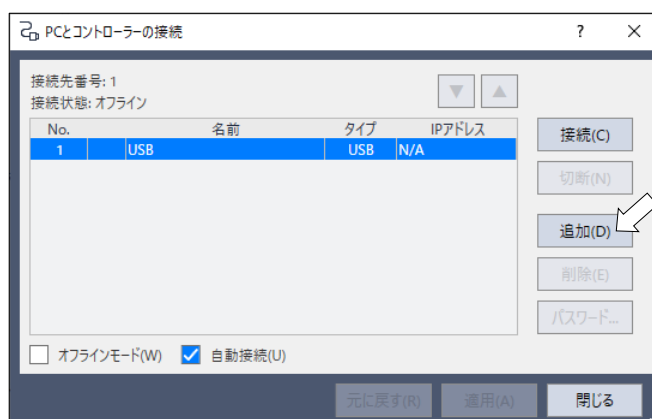 PCとコントローラーの接続
接続先番号: 1
接続状態: オフライン
No. 名前 タイプ IPアドレス
1 USB USB N/A
接続(C)
切断(N)
追加(D)
削除(E)
パスワード...
オフラインモード(W) 自動接続(U)
元に戻す(R) 適用(A) 閉じる